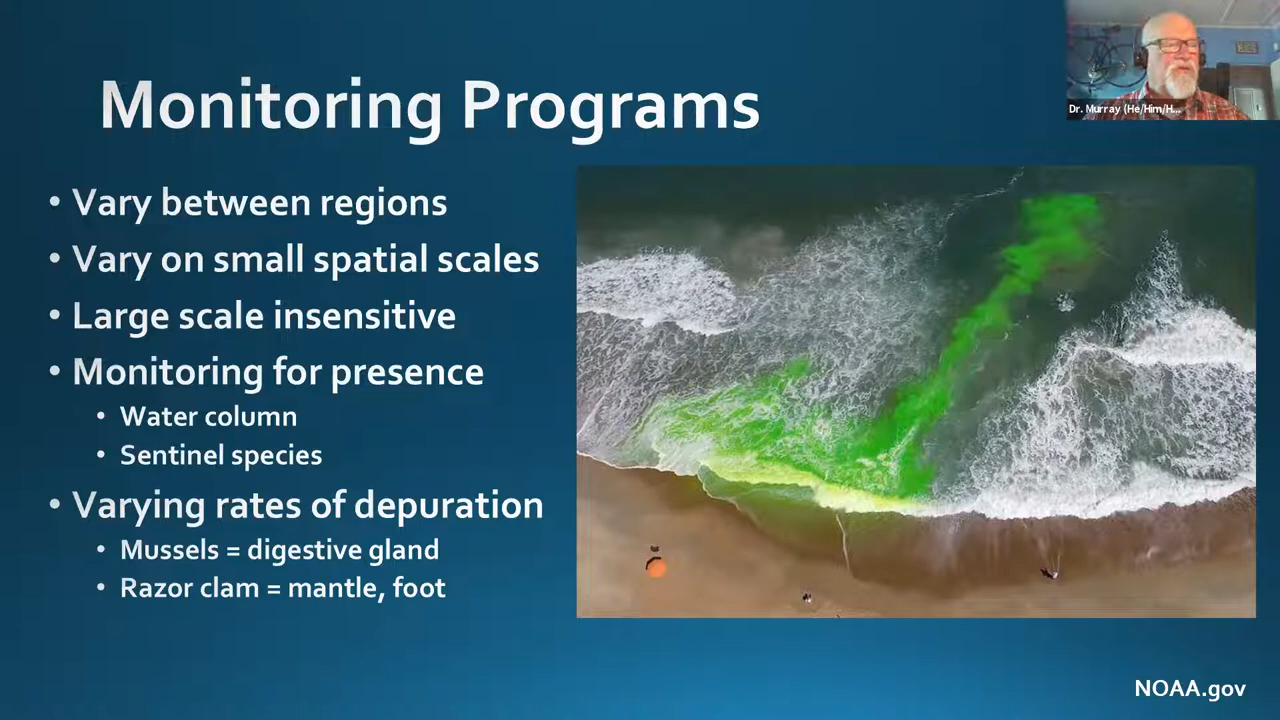 Dr. Murray (He/Him/H...
Monitoring Programs
• Vary between regions
• Vary on small spatial scales
• Large scale insensitive
• Monitoring for presence
• Water column
• Sentinel species
• Varying rates of depuration
• Mussels = digestive gland
• Razor clam = mantle, foot
NOAA.gov